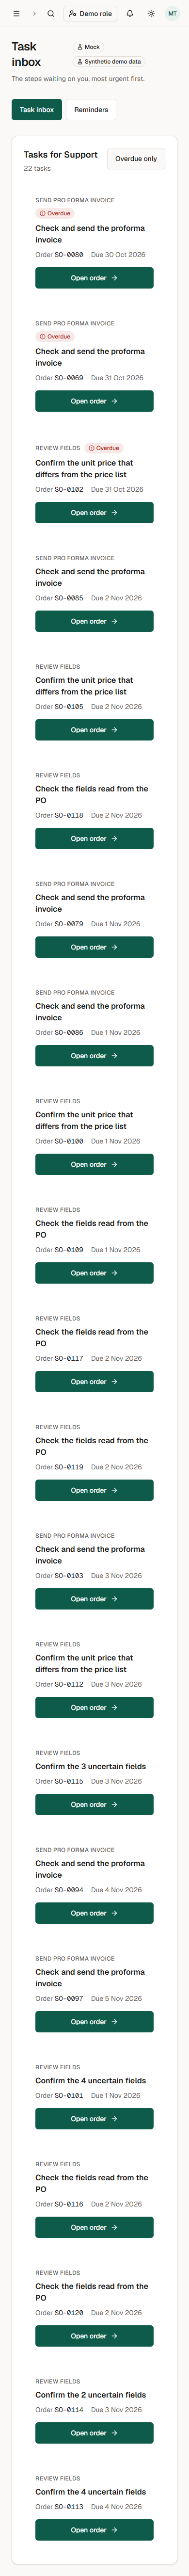 Demo role
MT
Task inbox
Mock
Synthetic demo data
The steps waiting on you, most urgent first.
Task inbox
Reminders
Tasks for Support
22 tasks
Overdue only
SEND PRO FORMA INVOICE
Overdue
Check and send the proforma
invoice
Order SO-0080 Due 30 Oct 2026
Open order
SEND PRO FORMA INVOICE
Overdue
Check and send the proforma
invoice
Order SO-0069 Due 31 Oct 2026
Open order
REVIEW FIELDS Overdue
Confirm the unit price that
differs from the price list
Order SO-0102 Due 31 Oct 2026
Open order
SEND PRO FORMA INVOICE
Check and send the proforma
invoice
Order SO-0085 Due 2 Nov 2026
Open order
REVIEW FIELDS
Confirm the unit price that
differs from the price list
Order SO-0105 Due 2 Nov 2026
Open order
REVIEW FIELDS
Check the fields read from the
PO
Order SO-0118 Due 2 Nov 2026
Open order
SEND PRO FORMA INVOICE
Check and send the proforma
invoice
Order SO-0079 Due 1 Nov 2026
Open order
SEND PRO FORMA INVOICE
Check and send the proforma
invoice
Order SO-0086 Due 1 Nov 2026
Open order
REVIEW FIELDS
Confirm the unit price that
differs from the price list
Order SO-0100 Due 1 Nov 2026
Open order
REVIEW FIELDS
Check the fields read from the
PO
Order SO-0109 Due 1 Nov 2026
Open order
REVIEW FIELDS
Check the fields read from the
PO
Order SO-0117 Due 2 Nov 2026
Open order
REVIEW FIELDS
Check the fields read from the
PO
Order SO-0119 Due 2 Nov 2026
Open order
SEND PRO FORMA INVOICE
Check and send the proforma
invoice
Order SO-0103 Due 3 Nov 2026
Open order
REVIEW FIELDS
Confirm the unit price that
differs from the price list
Order SO-0112 Due 3 Nov 2026
Open order
REVIEW FIELDS
Confirm the 3 uncertain fields
Order SO-0115 Due 3 Nov 2026
Open order
SEND PRO FORMA INVOICE
Check and send the proforma
invoice
Order SO-0094 Due 4 Nov 2026
Open order
SEND PRO FORMA INVOICE
Check and send the proforma
invoice
Order SO-0097 Due 5 Nov 2026
Open order
REVIEW FIELDS
Confirm the 4 uncertain fields
Order SO-0101 Due 1 Nov 2026
Open order
REVIEW FIELDS
Check the fields read from the
PO
Order SO-0116 Due 2 Nov 2026
Open order
REVIEW FIELDS
Check the fields read from the
PO
Order SO-0120 Due 2 Nov 2026
Open order
REVIEW FIELDS
Confirm the 2 uncertain fields
Order SO-0114 Due 3 Nov 2026
Open order
REVIEW FIELDS
Confirm the 4 uncertain fields
Order SO-0113 Due 4 Nov 2026
Open order